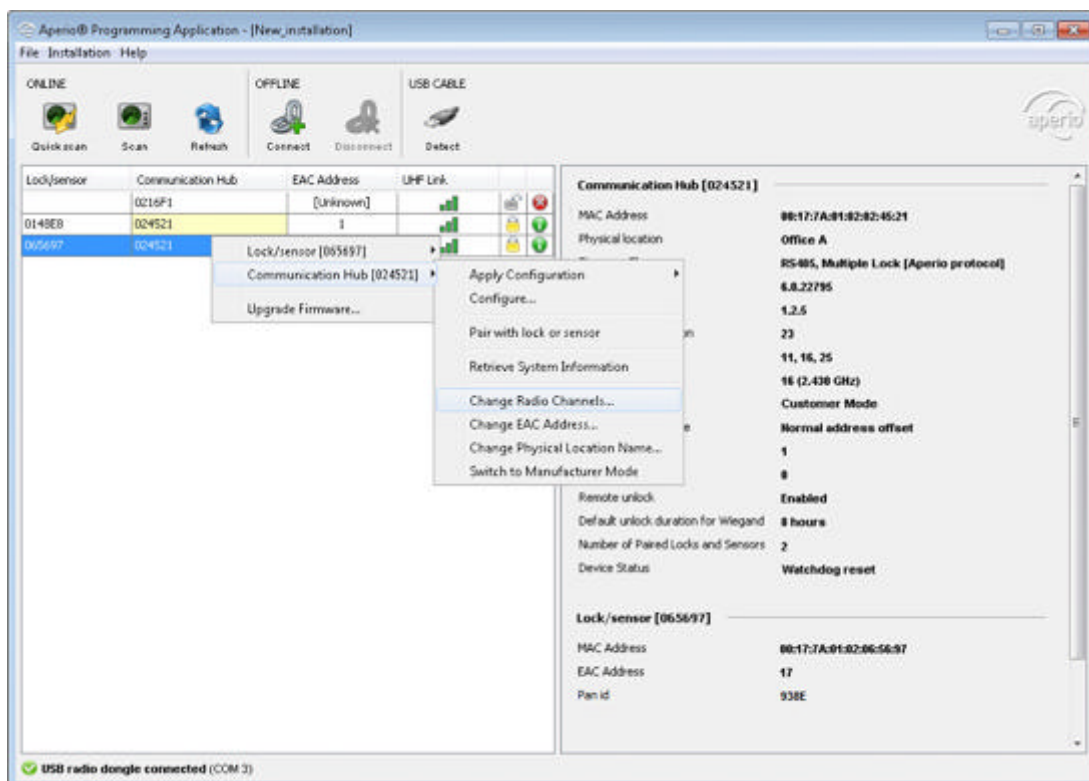 Aperio® Programming Application - [New_installation]
File Installation Help
ONLINE OFFLINE USB CABLE
Quick scan Scan Refresh Connect Disconnect Detect
aperio
Lock/sensor Communication Hub EAC Address UHF Link
0216F1 [Unknown]
0148E8 024521 1
065697 024521
Lock/sensor [065697]
Communication Hub [024521]
Upgrade Firmware...
Apply Configuration
Configure...
Pair with lock or sensor
Retrieve System Information
Change Radio Channels...
Change EAC Address...
Change Physical Location Name...
Switch to Manufacturer Mode
Communication Hub [024521]
MAC Address 00:17:7A:01:02:02:45:21
Physical location Office A
RS485, Multiple Lock [Aperio protocol]
6.0.22795
1.2.5
23
11, 16, 25
16 (2.430 GHz)
Customer Mode
Normal address offset
1
0
Remote unlock Enabled
Default unlock duration for Wiegand 8 hours
Number of Paired Locks and Sensors 2
Device Status Watchdog reset
Lock/sensor [065697]
MAC Address 00:17:7A:01:02:06:56:97
EAC Address 17
Pan id 938E
USB radio dongle connected (COM 3)